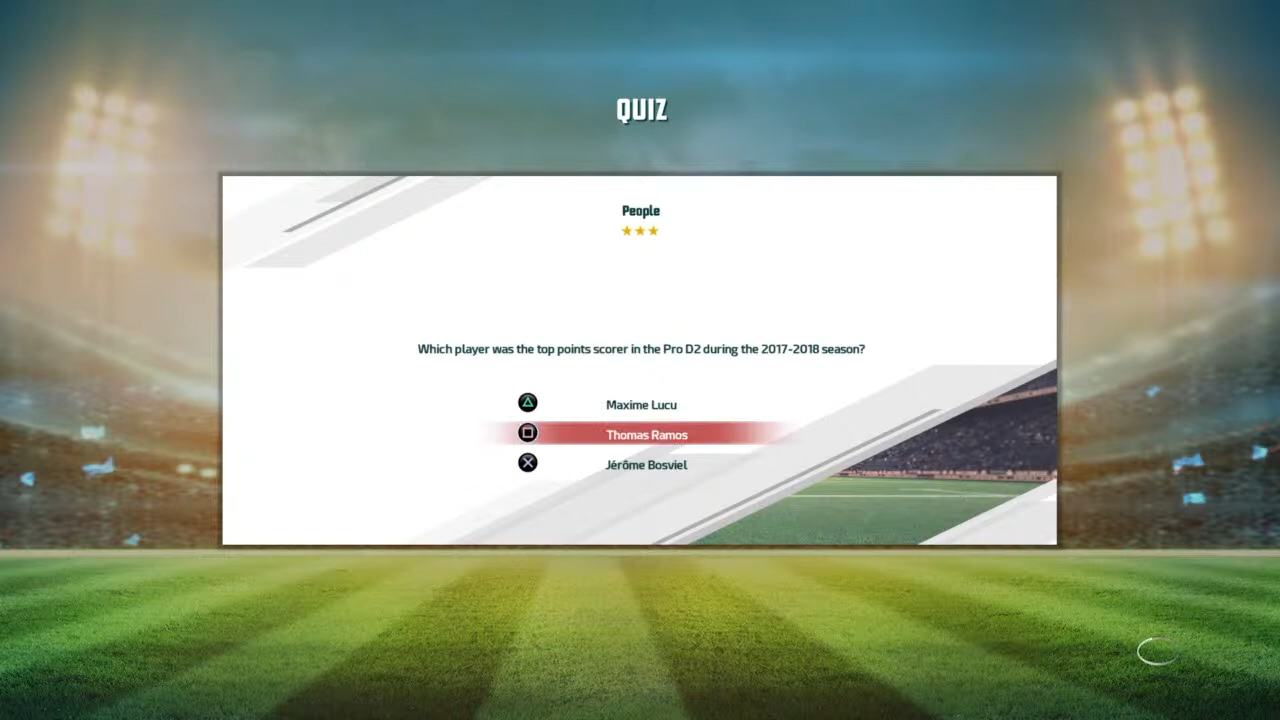 QUIZ
People
Which player was the top points scorer in the Pro D2 during the 2017-2018 season?
Maxime Lucu
Thomas Ramos
Jérôme Bosviel